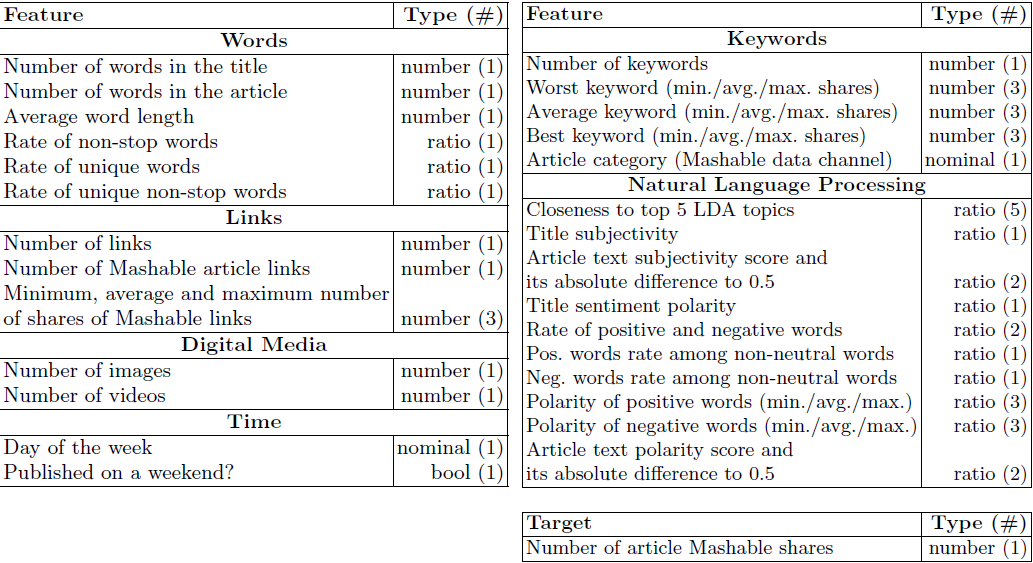 Feature Type (#)
Words
Number of words in the title number (1)
Number of words in the article number (1)
Average word length number (1)
Rate of non-stop words ratio (1)
Rate of unique words ratio (1)
Rate of unique non-stop words ratio (1)
Links
Number of links number (1)
Number of Mashable article links number (1)
Minimum, average and maximum number
of shares of Mashable links number (3)
Digital Media
Number of images number (1)
Number of videos number (1)
Time
Day of the week nominal (1)
Published on a weekend? bool (1)
Feature Type (#)
Keywords
Number of keywords number (1)
Worst keyword (min./avg./max. shares) number (3)
Average keyword (min./avg./max. shares) number (3)
Best keyword (min./avg./max. shares) number (3)
Article category (Mashable data channel) nominal (1)
Natural Language Processing
Closeness to top 5 LDA topics ratio (5)
Title subjectivity ratio (1)
Article text subjectivity score and
its absolute difference to 0.5 ratio (2)
Title sentiment polarity ratio (1)
Rate of positive and negative words ratio (2)
Pos. words rate among non-neutral words ratio (1)
Neg. words rate among non-neutral words ratio (1)
Polarity of positive words (min./avg./max.) ratio (3)
Polarity of negative words (min./avg./max.) ratio (3)
Article text polarity score and
its absolute difference to 0.5 ratio (2)
Target Type (#)
Number of article Mashable shares number (1)